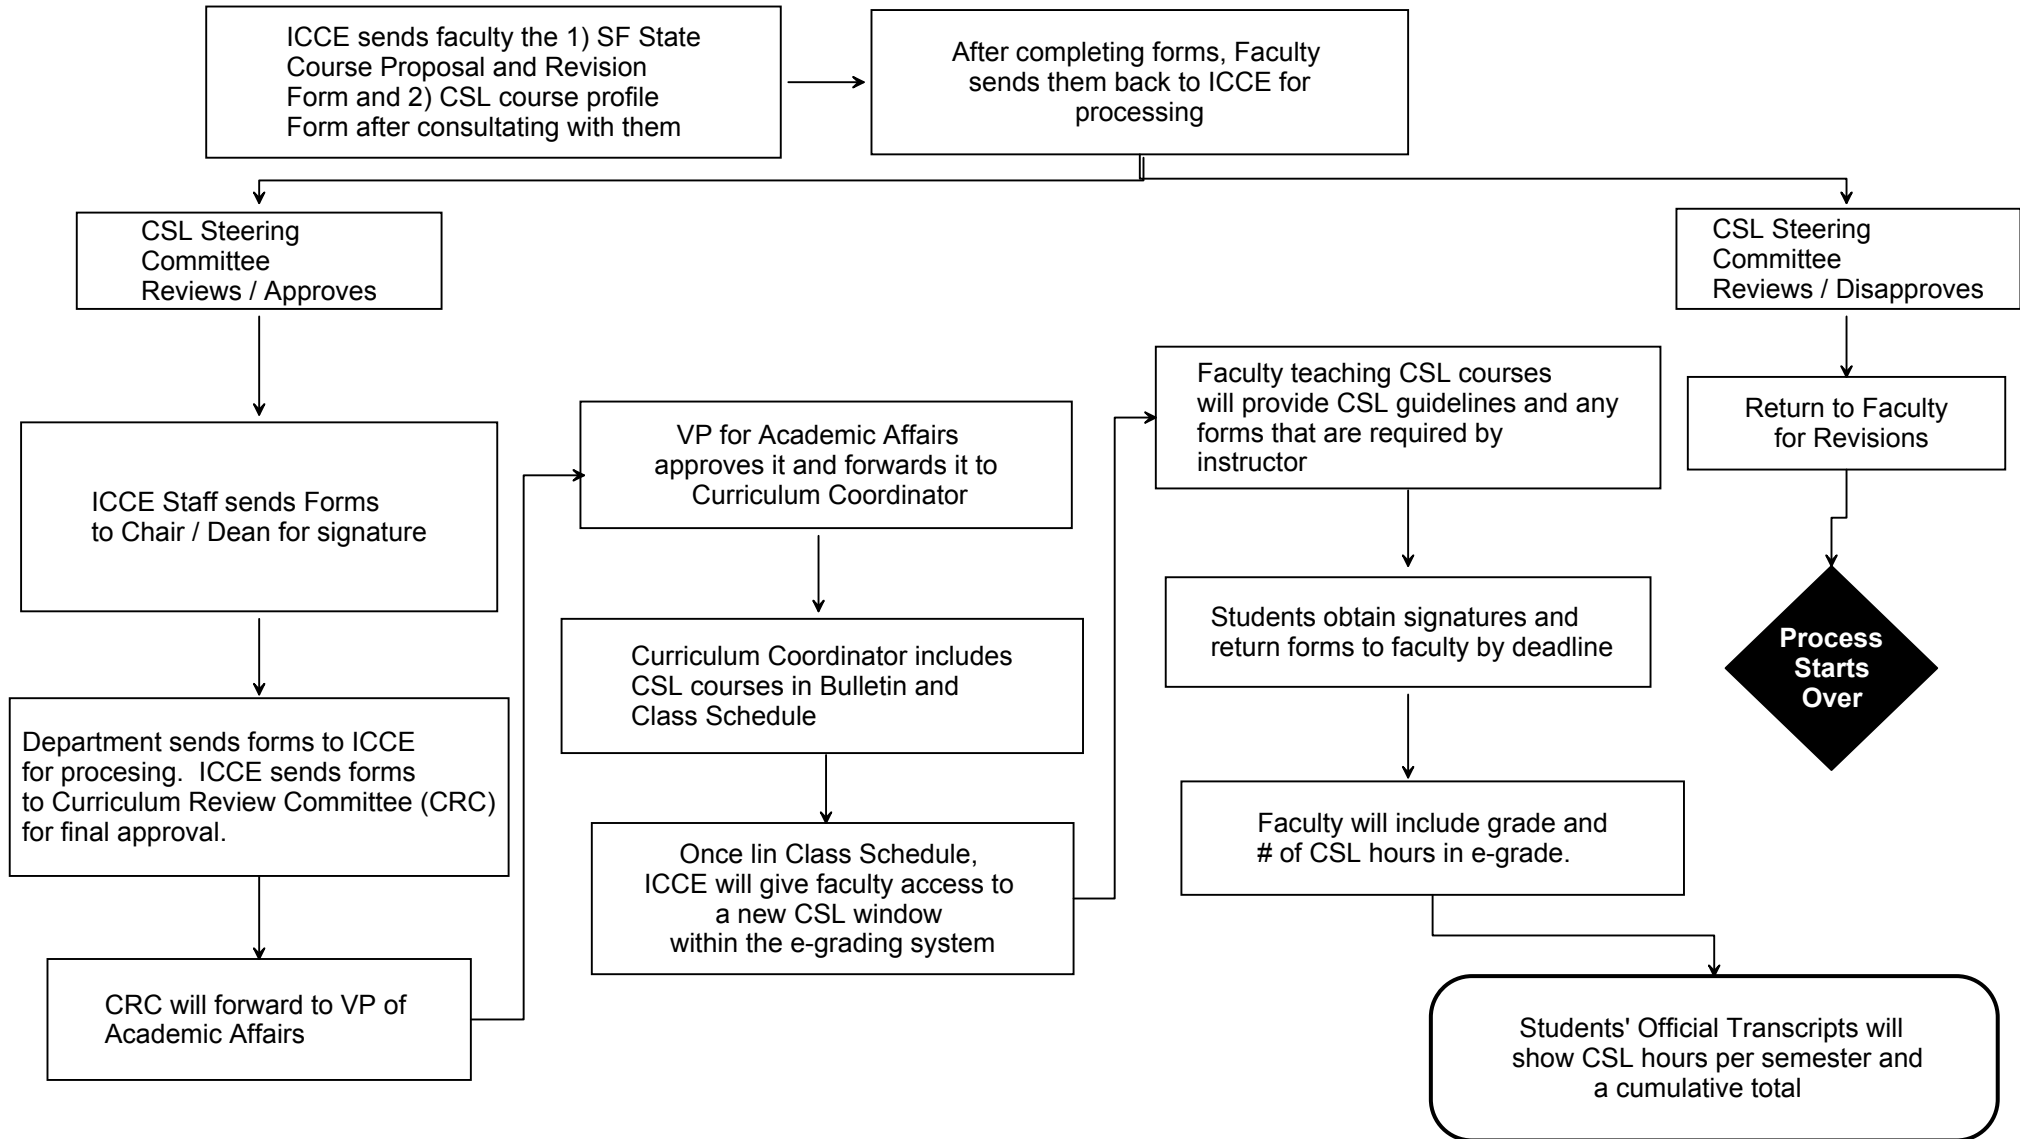 ICCE sends faculty the 1) SF State
Course Proposal and Revision
Form and 2) CSL course profile
Form after consultating with them
After completing forms, Faculty
sends them back to ICCE for
processing
CSL Steering
Committee
Reviews / Approves
CSL Steering
Committee
Reviews / Disapproves
ICCE Staff sends Forms
to Chair / Dean for signature
Department sends forms to ICCE
for procesing.  ICCE sends forms
to Curriculum Review Committee (CRC)
for final approval.
CRC will forward to VP of
Academic Affairs
VP for Academic Affairs
approves it and forwards it to
Curriculum Coordinator
Curriculum Coordinator includes
CSL courses in Bulletin and
Class Schedule
Once lin Class Schedule,
ICCE will give faculty access to
a new CSL window
within the e-grading system
Faculty teaching CSL courses
will provide CSL guidelines and any
forms that are required by
instructor
Students obtain signatures and
return forms to faculty by deadline
Faculty will include grade and
# of CSL hours in e-grade.
Students' Official Transcripts will
show CSL hours per semester and
a cumulative total
Return to Faculty
for Revisions
Process
Starts
Over